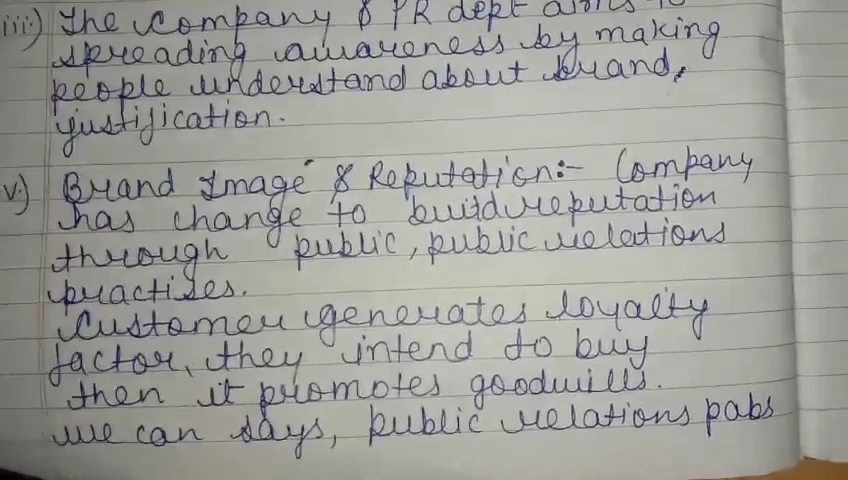 iii) The Company & PR dept aims to
spreading awareness by making
people understand about brand,
justification.
v.) Brand Image & Reputation:- Company
has change to build reputation
through public, public relations
practises.
Customer generates loyalty
factor, they intend to buy
then it promotes goodwills.
we can says, public relations pabs